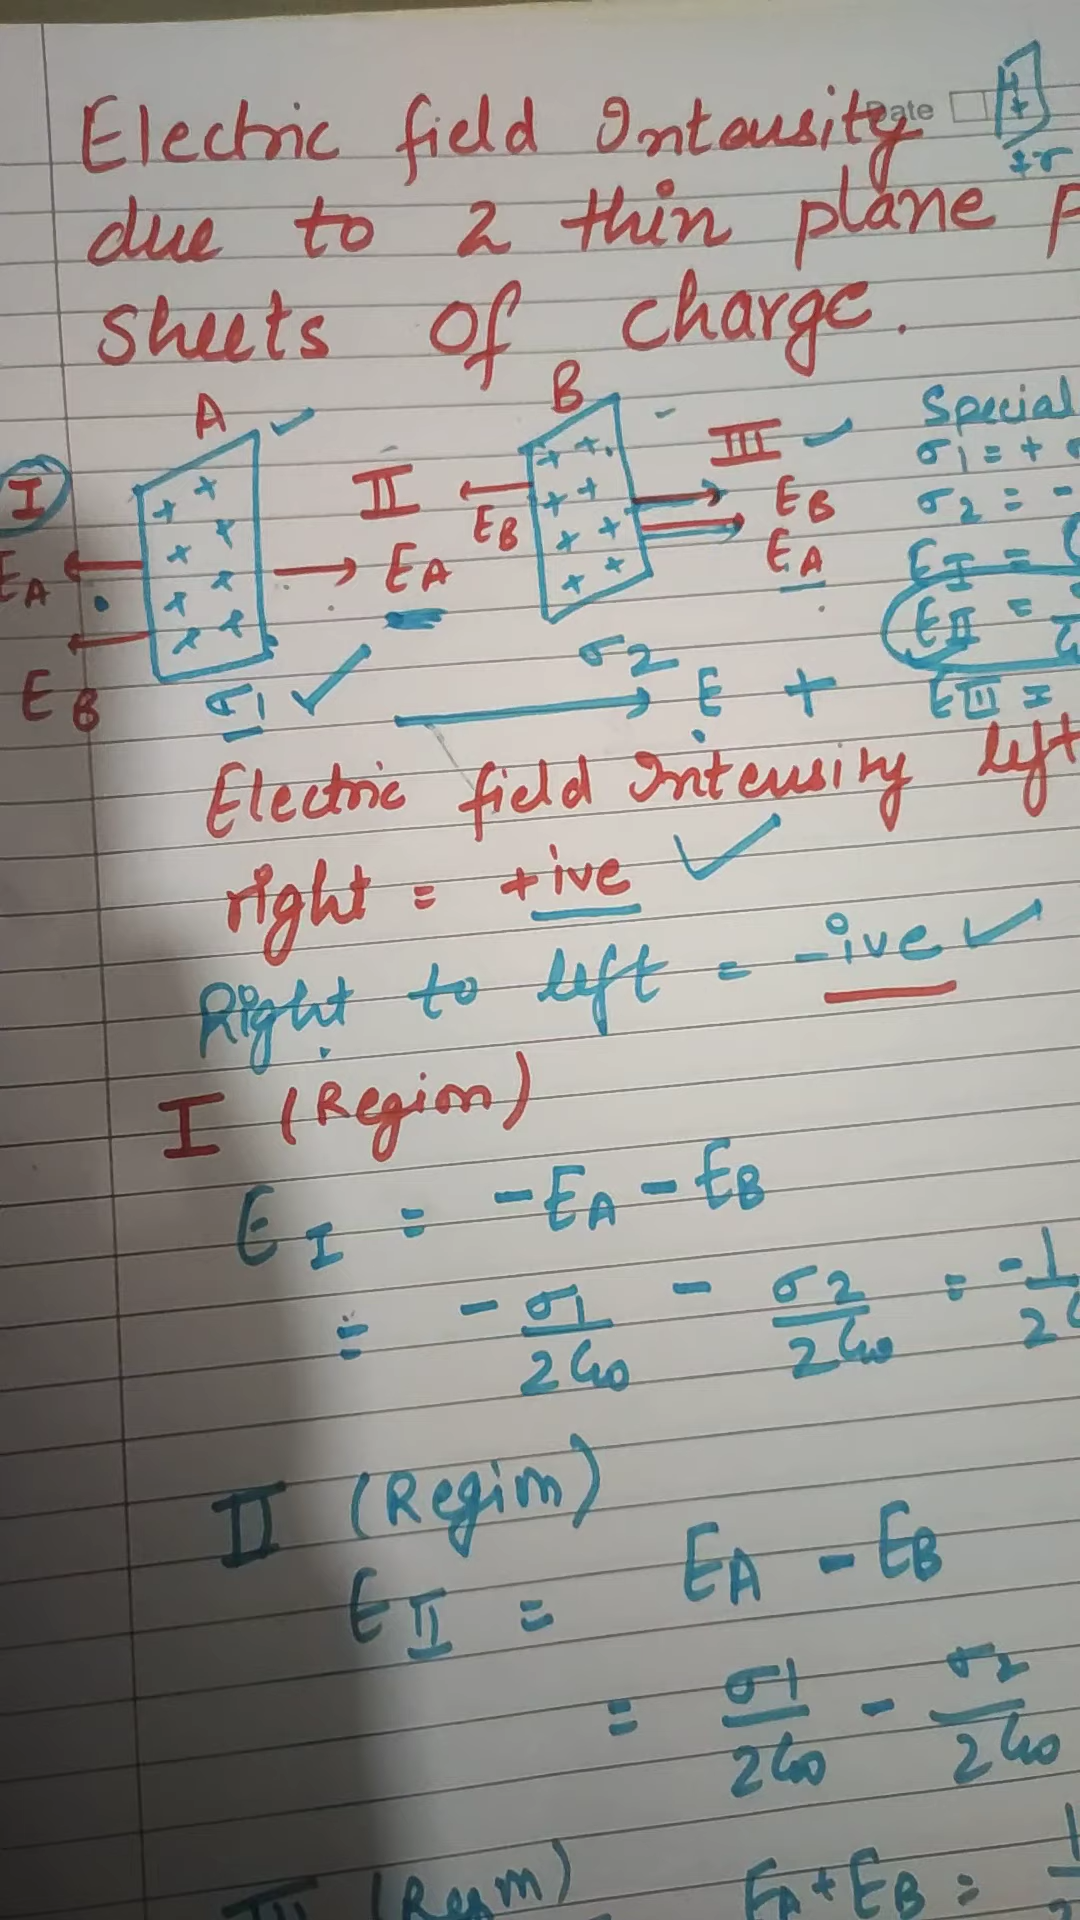 Date
Electric field Intensity
due to 2 thin plane
sheets of charge.
A
B
I
II
III
EA
EB
EB
EA
EB
EA
σ1
σ2
E +
Special
σ1 = +
σ2 = -
EI =
EII =
EIII =
Electric field Intensity left
right = +ive
Right to left = -ive
I (Region)
EI = -EA - EB
= - σ1/2ϵ0 - σ2/2ϵ0 = -1/2
II (Region)
EII = EA - EB
= σ1/2ϵ0 - σ2/2ϵ0
III (Regm) EA + EB =